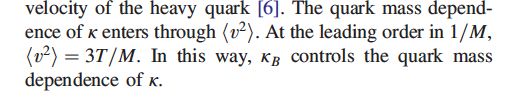 velocity of the heavy quark [6]. The quark mass depend-
ence of κ enters through ⟨v²⟩. At the leading order in 1/M,
⟨v²⟩ = 3T/M. In this way, κ_B controls the quark mass
dependence of κ.